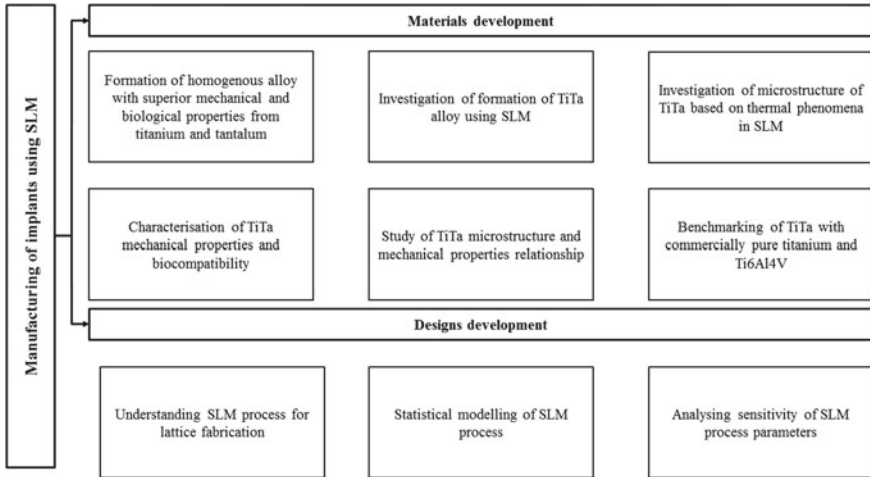 Manufacturing of implants using SLM
Materials development
Formation of homogenous alloy
with superior mechanical and
biological properties from
titanium and tantalum
Investigation of formation of TiTa
alloy using SLM
Investigation of microstructure of
TiTa based on thermal phenomena
in SLM
Characterisation of TiTa
mechanical properties and
biocompatibility
Study of TiTa microstructure and
mechanical properties relationship
Benchmarking of TiTa with
commercially pure titanium and
Ti6Al4V
Designs development
Understanding SLM process for
lattice fabrication
Statistical modelling of SLM
process
Analysing sensitivity of SLM
process parameters